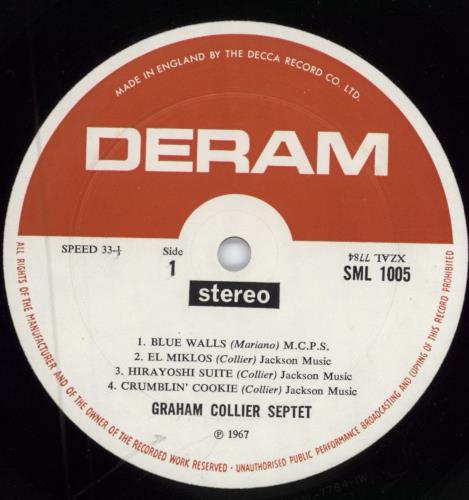 MADE IN ENGLAND BY THE DECCA RECORD CO. LTD.
DERAM
SPEED 33⅓
Side
1
XZAL 7784
SML 1005
stereo
1. BLUE WALLS (Mariano) M.C.P.S.
2. EL MIKLOS (Collier) Jackson Music
3. HIRAYOSHI SUITE (Collier) Jackson Music
4. CRUMBLIN' COOKIE (Collier) Jackson Music
GRAHAM COLLIER SEPTET
℗ 1967
ALL RIGHTS OF THE MANUFACTURER AND OF THE OWNER OF THE RECORDED WORK RESERVED · UNAUTHORISED PUBLIC PERFORMANCE BROADCASTING AND COPYING OF THIS RECORD PROHIBITED